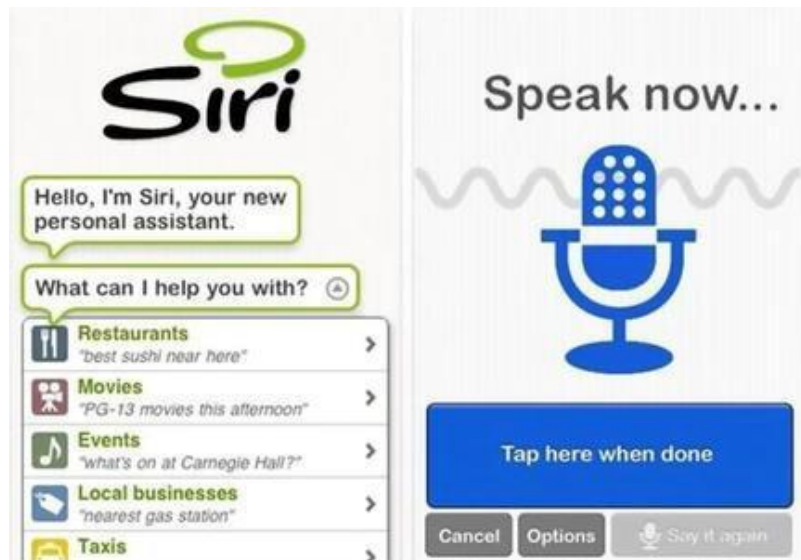 Siri
Hello, I'm Siri, your new
personal assistant.
What can I help you with?
Restaurants
"best sushi near here"
Movies
"PG-13 movies this afternoon"
Events
"what's on at Carnegie Hall?"
Local businesses
"nearest gas station"
Taxis
Speak now...
Tap here when done
Cancel
Options
Say it again